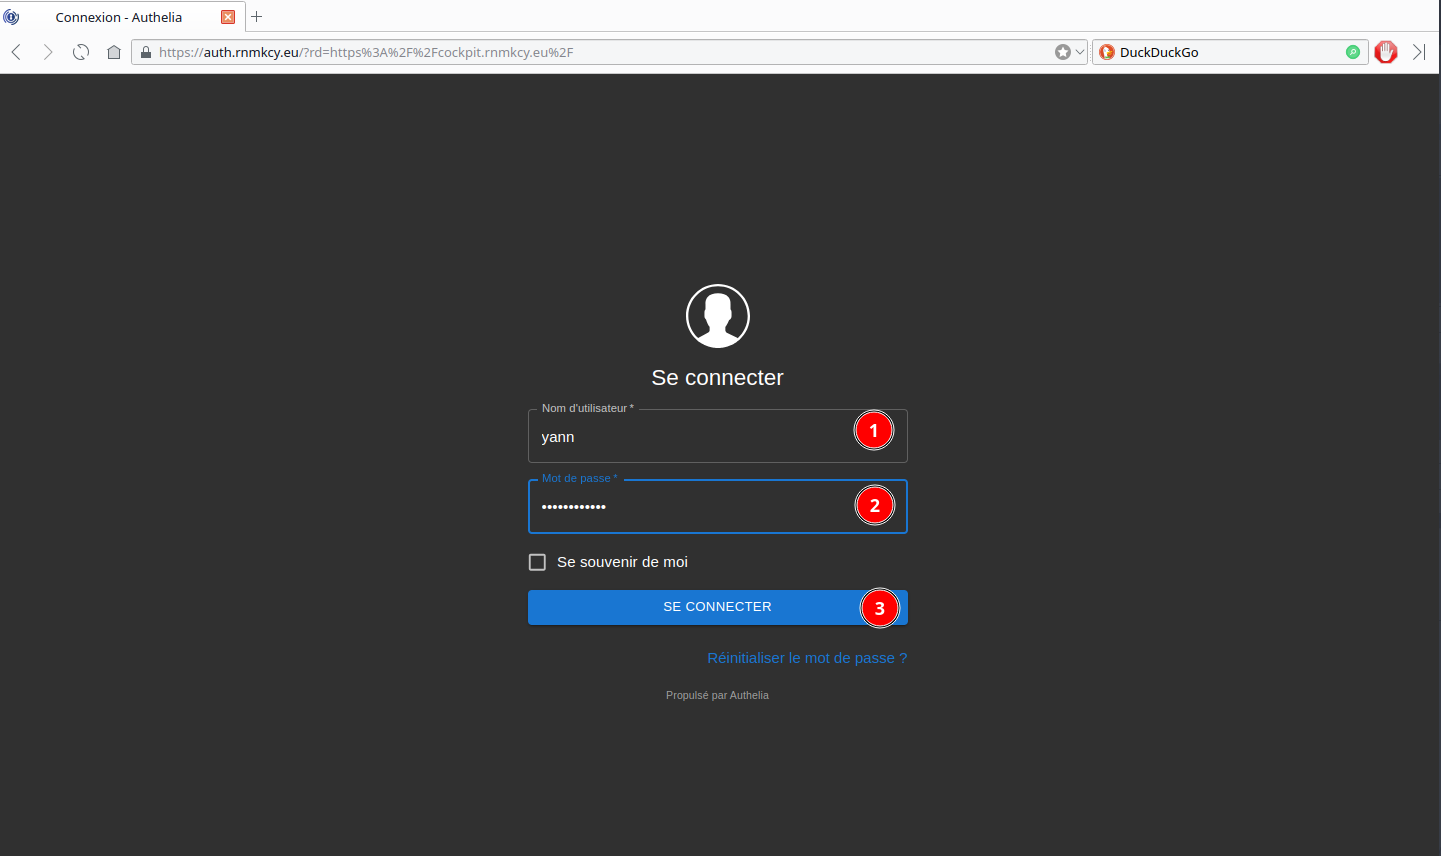 Connexion - Authelia
https://auth.rnmkcy.eu/?rd=https%3A%2F%2Fcockpit.rnmkcy.eu%2F
DuckDuckGo
Se connecter
Nom d'utilisateur *
yann
1
Mot de passe *
••••••••••••
2
Se souvenir de moi
SE CONNECTER
3
Réinitialiser le mot de passe ?
Propulsé par Authelia